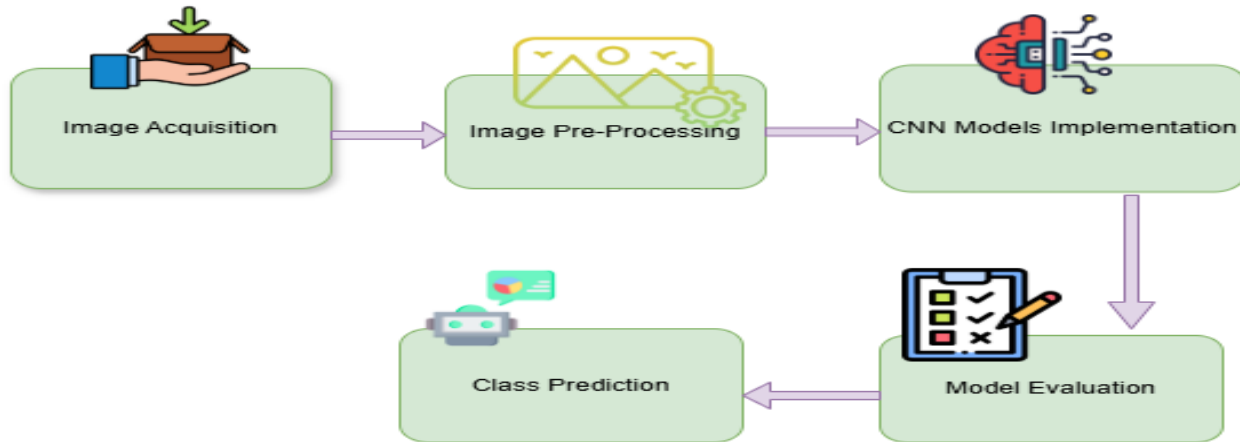 Image Acquisition
Image Pre-Processing
CNN Models Implementation
Class Prediction
Model Evaluation